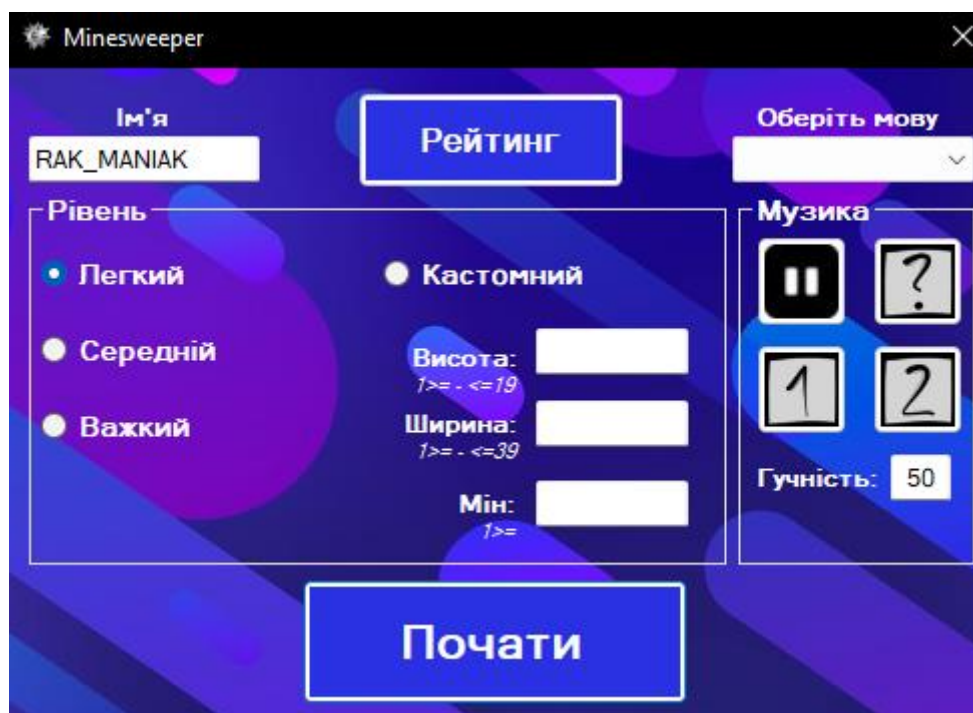 Minesweeper
Ім'я
RAK_MANIAK
Рейтинг
Оберіть мову
Рівень
Легкий
Середній
Важкий
Кастомний
Висота:
1>= - <=19
Ширина:
1>= - <=39
Мін:
1>=
Музика
?
1
2
Гучність: 50
Почати